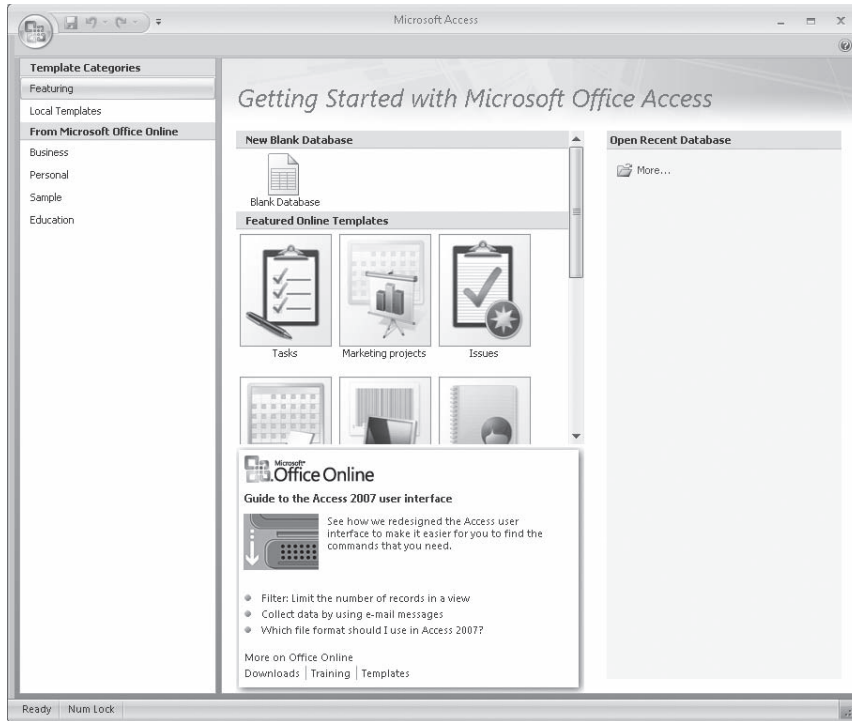 Microsoft Access
Template Categories
Featuring
Local Templates
From Microsoft Office Online
Business
Personal
Sample
Education
Getting Started with Microsoft Office Access
New Blank Database
Blank Database
Featured Online Templates
Tasks
Marketing projects
Issues
Microsoft®
Office Online
Guide to the Access 2007 user interface
See how we redesigned the Access user
interface to make it easier for you to find the
commands that you need.
Filter: Limit the number of records in a view
Collect data by using e-mail messages
Which file format should I use in Access 2007?
More on Office Online
Downloads | Training | Templates
Open Recent Database
More...
Ready
Num Lock